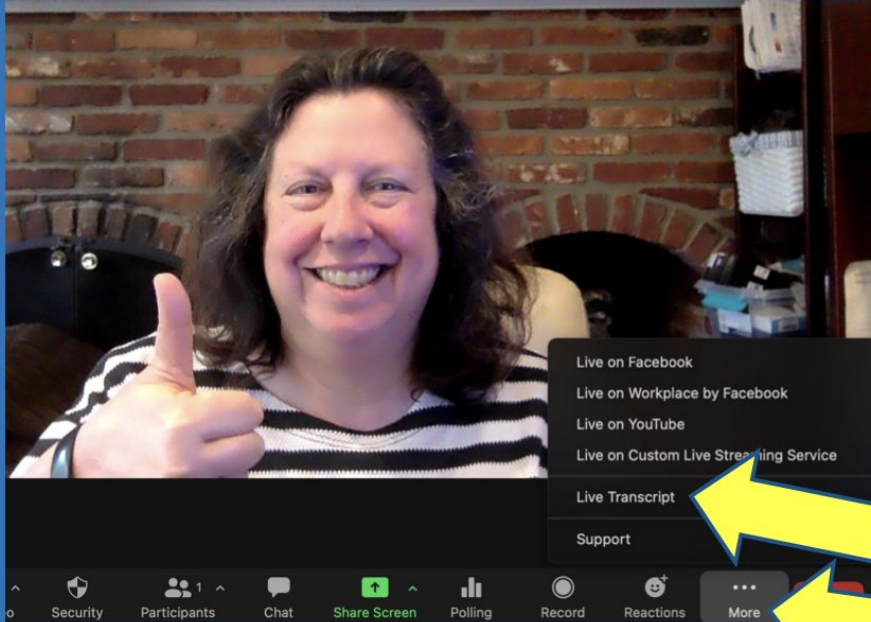 Live on Facebook
Live on Workplace by Facebook
Live on YouTube
Live on Custom Live Streaming Service
Live Transcript
Support
1
Security Participants Chat Share Screen Polling Record Reactions More